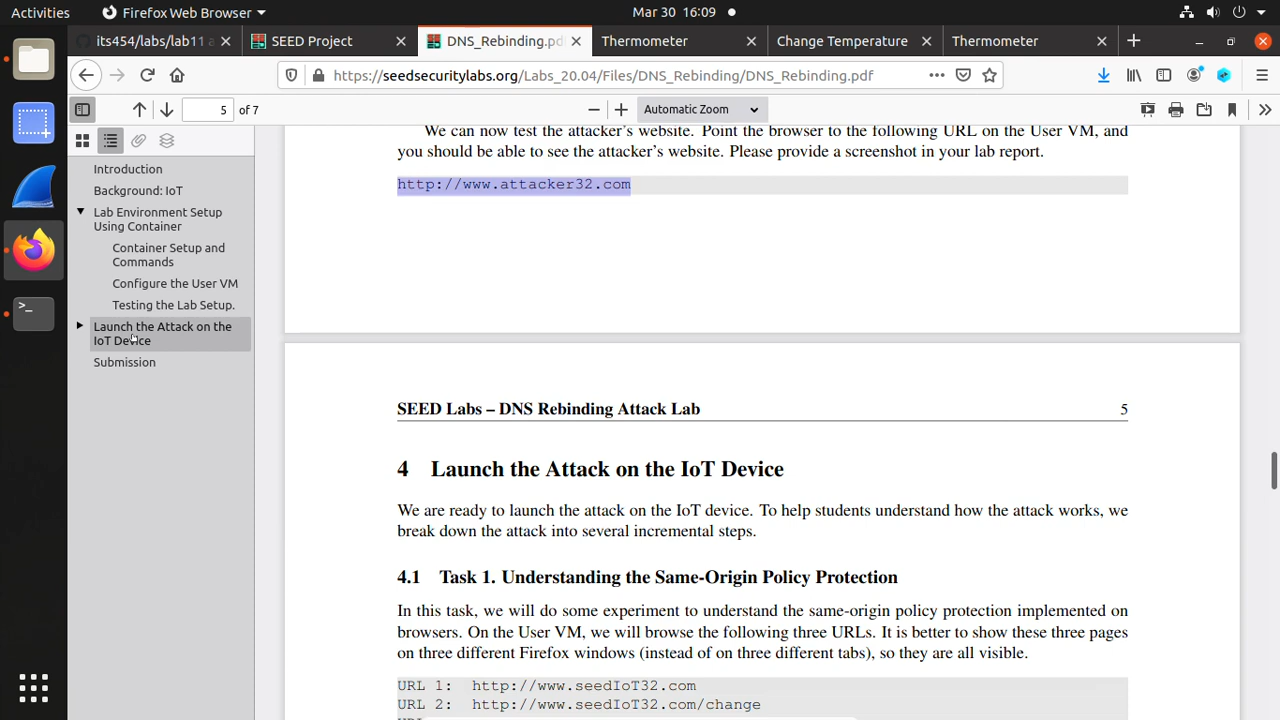 Activities
Firefox Web Browser
Mar 30 16:09
its454/labs/lab11 a
SEED Project
DNS_Rebinding.pd
Thermometer
Change Temperature
Thermometer
https://seedsecuritylabs.org/Labs_20.04/Files/DNS_Rebinding/DNS_Rebinding.pdf
5 of 7
Automatic Zoom
Introduction
Background: IoT
Lab Environment Setup
Using Container
Container Setup and
Commands
Configure the User VM
Testing the Lab Setup.
Launch the Attack on the
IoT Device
Submission
We can now test the attacker's website. Point the browser to the following URL on the User VM, and
you should be able to see the attacker's website. Please provide a screenshot in your lab report.
http://www.attacker32.com
SEED Labs – DNS Rebinding Attack Lab 5
4 Launch the Attack on the IoT Device
We are ready to launch the attack on the IoT device. To help students understand how the attack works, we
break down the attack into several incremental steps.
4.1 Task 1. Understanding the Same-Origin Policy Protection
In this task, we will do some experiment to understand the same-origin policy protection implemented on
browsers. On the User VM, we will browse the following three URLs. It is better to show these three pages
on three different Firefox windows (instead of on three different tabs), so they are all visible.
URL 1: http://www.seedIoT32.com
URL 2: http://www.seedIoT32.com/change